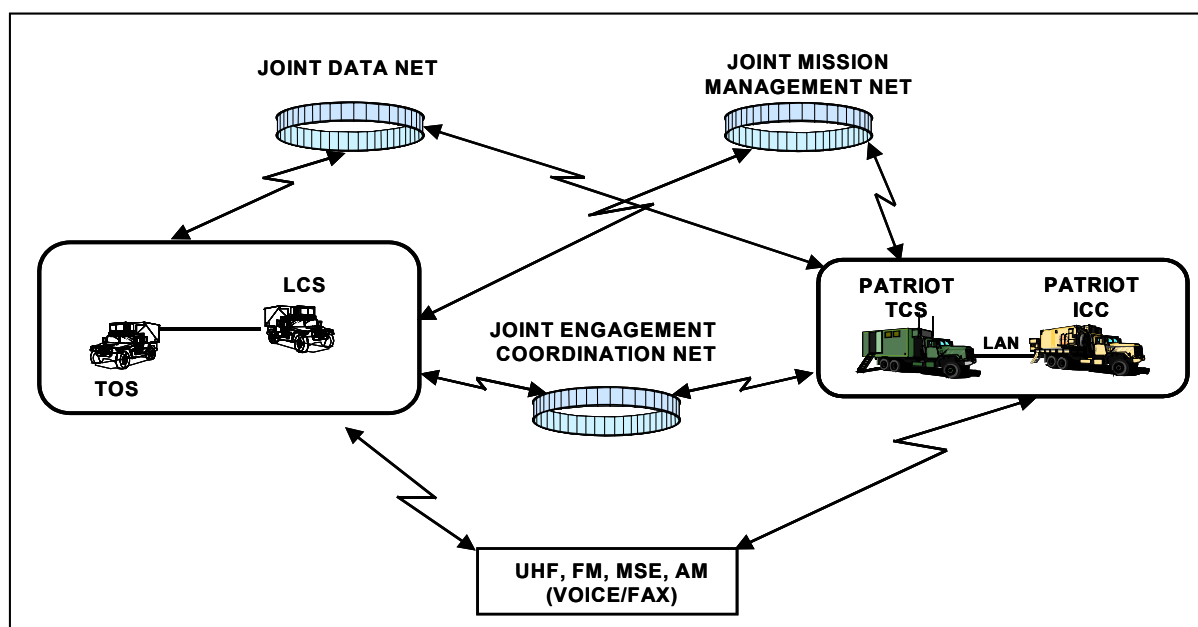 JOINT DATA NET
JOINT MISSION
MANAGEMENT NET
LCS
TOS
PATRIOT
TCS
PATRIOT
ICC
LAN
JOINT ENGAGEMENT
COORDINATION NET
UHF, FM, MSE, AM
(VOICE/FAX)